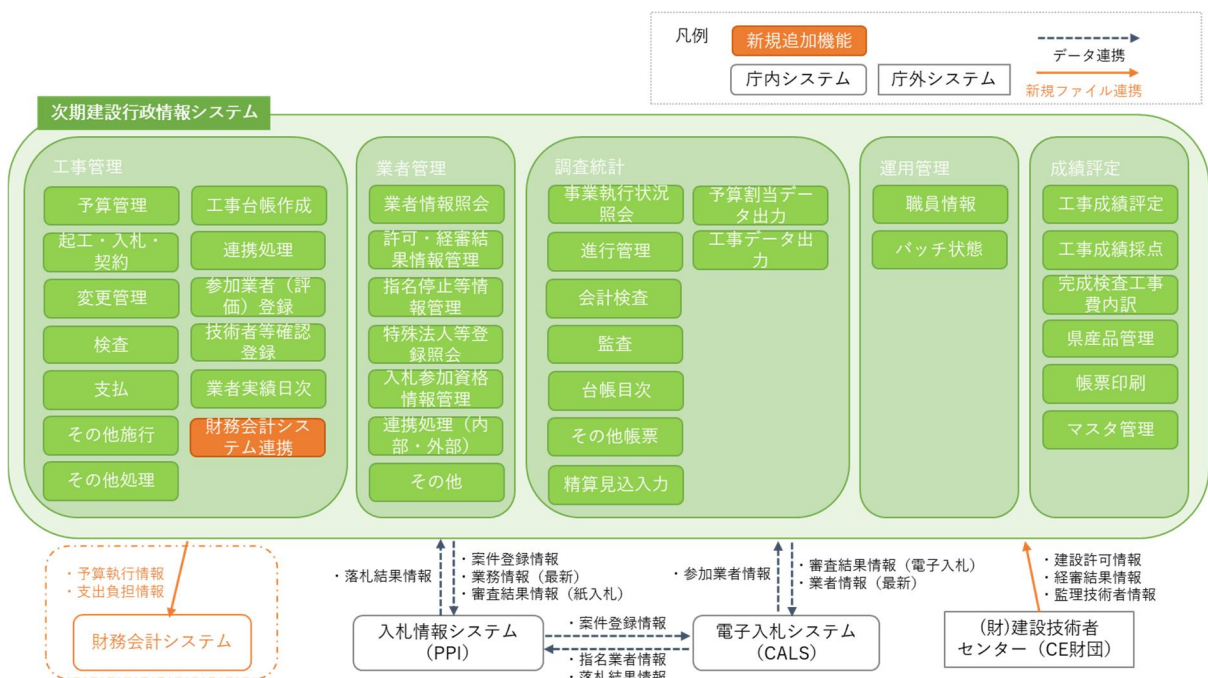 凡例
新規追加機能
データ連携
庁内システム
庁外システム
新規ファイル連携
次期建設行政情報システム
工事管理
予算管理
起工・入札・
契約
変更管理
検査
支払
その他施行
その他処理
工事台帳作成
連携処理
参加業者（評
価）登録
技術者等確認
登録
業者実績日次
財務会計シス
テム連携
業者管理
業者情報照会
許可・経審結
果情報管理
指名停止等情
報管理
特殊法人等登
録照会
入札参加資格
情報管理
連携処理（内
部・外部）
その他
調査統計
事業執行状況
照会
進行管理
会計検査
監査
台帳目次
その他帳票
精算見込入力
予算割当デー
タ出力
工事データ出
力
運用管理
職員情報
バッチ状態
成績評定
工事成績評定
工事成績採点
完成検査工事
費内訳
県産品管理
帳票印刷
マスタ管理
・予算執行情報
・支出負担情報
財務会計システム
・落札結果情報
・案件登録情報
・業務情報（最新）
・審査結果情報（紙入札）
入札情報システム
（PPI）
・案件登録情報
・指名業者情報
・落札結果情報
・参加業者情報
・審査結果情報（電子入札）
・業者情報（最新）
電子入札システム
（CALS）
・建設許可情報
・経審結果情報
・監理技術者情報
(財)建設技術者
センター（CE財団）